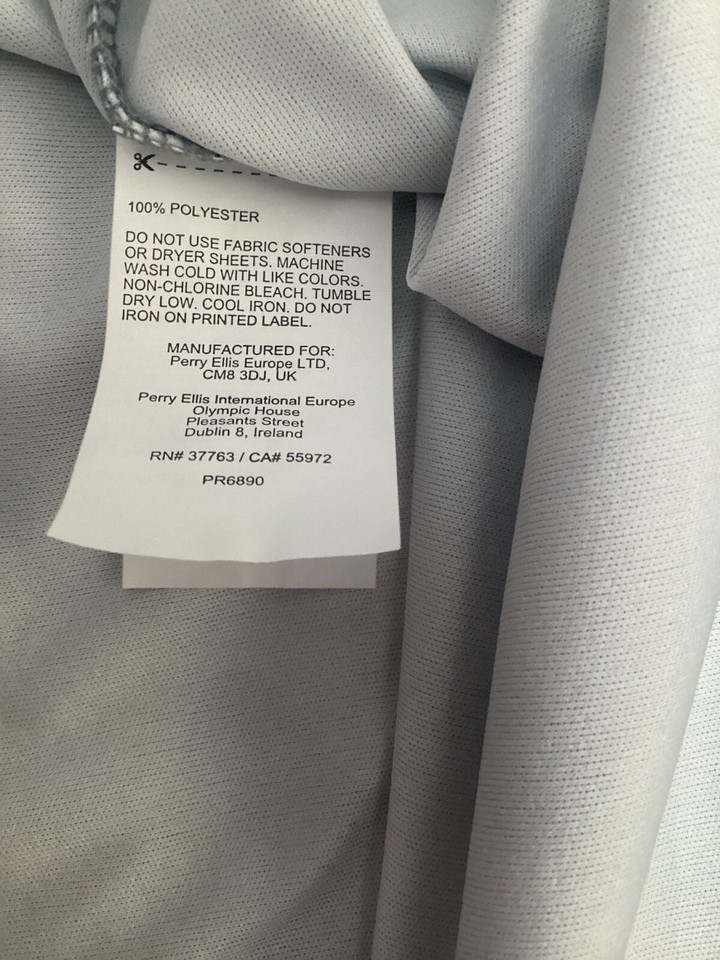 100% POLYESTER
DO NOT USE FABRIC SOFTENERS
OR DRYER SHEETS. MACHINE
WASH COLD WITH LIKE COLORS.
NON-CHLORINE BLEACH. TUMBLE
DRY LOW. COOL IRON. DO NOT
IRON ON PRINTED LABEL.
MANUFACTURED FOR:
Perry Ellis Europe LTD,
CM8 3DJ, UK
Perry Ellis International Europe
Olympic House
Pleasants Street
Dublin 8, Ireland
RN# 37763 / CA# 55972
PR6890